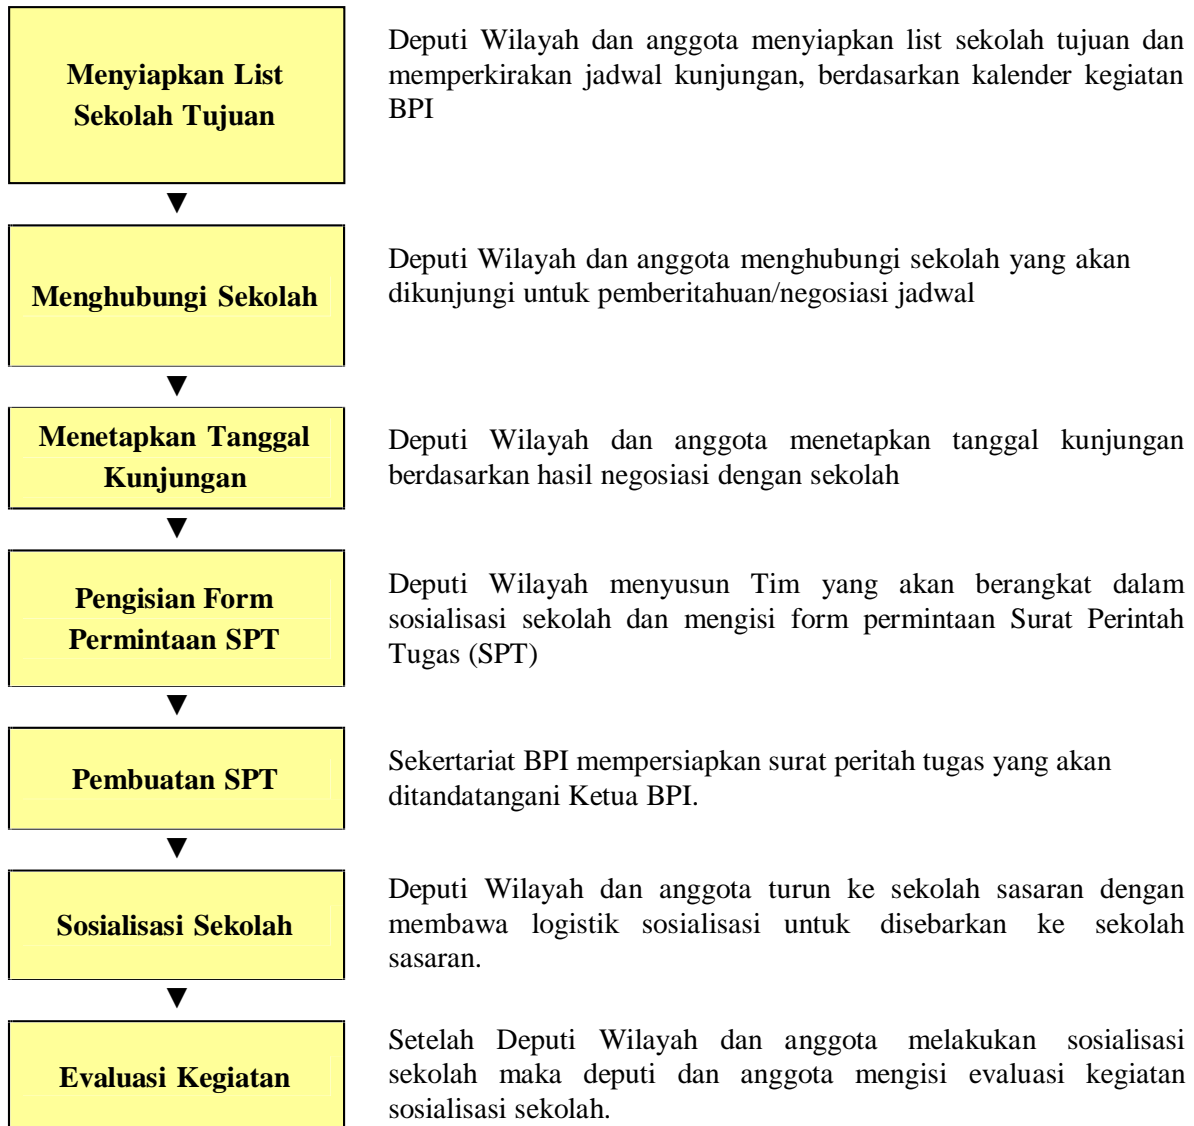 Menyiapkan List
Sekolah Tujuan
Deputi Wilayah dan anggota menyiapkan list sekolah tujuan dan
memperkirakan jadwal kunjungan, berdasarkan kalender kegiatan
BPI
▼
Menghubungi Sekolah
Deputi Wilayah dan anggota menghubungi sekolah yang akan
dikunjungi untuk pemberitahuan/negosiasi jadwal
▼
Menetapkan Tanggal
Kunjungan
Deputi Wilayah dan anggota menetapkan tanggal kunjungan
berdasarkan hasil negosiasi dengan sekolah
▼
Pengisian Form
Permintaan SPT
Deputi Wilayah menyusun Tim yang akan berangkat dalam
sosialisasi sekolah dan mengisi form permintaan Surat Perintah
Tugas (SPT)
▼
Pembuatan SPT
Sekertariat BPI mempersiapkan surat peritah tugas yang akan
ditandatangani Ketua BPI.
▼
Sosialisasi Sekolah
Deputi Wilayah dan anggota turun ke sekolah sasaran dengan
membawa logistik sosialisasi untuk disebarkan ke sekolah
sasaran.
▼
Evaluasi Kegiatan
Setelah Deputi Wilayah dan anggota melakukan sosialisasi
sekolah maka deputi dan anggota mengisi evaluasi kegiatan
sosialisasi sekolah.